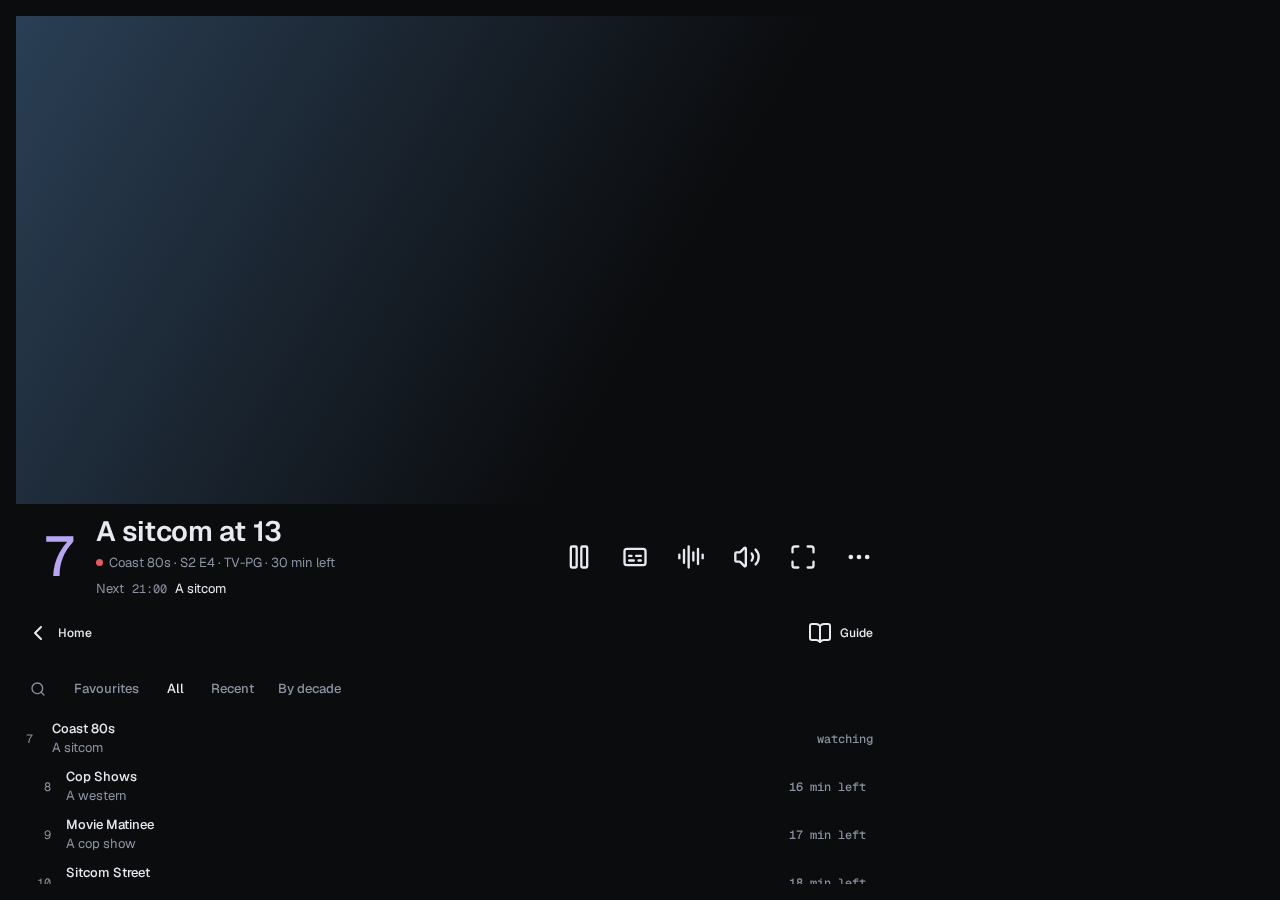 7
A sitcom at 13
Coast 80s · S2 E4 · TV-PG · 30 min left
Next 21:00 A sitcom
Home
Guide
Favourites All Recent By decade
7 Coast 80s watching
A sitcom
8 Cop Shows 16 min left
A western
9 Movie Matinee 17 min left
A cop show
Sitcom Street
10 18 min left